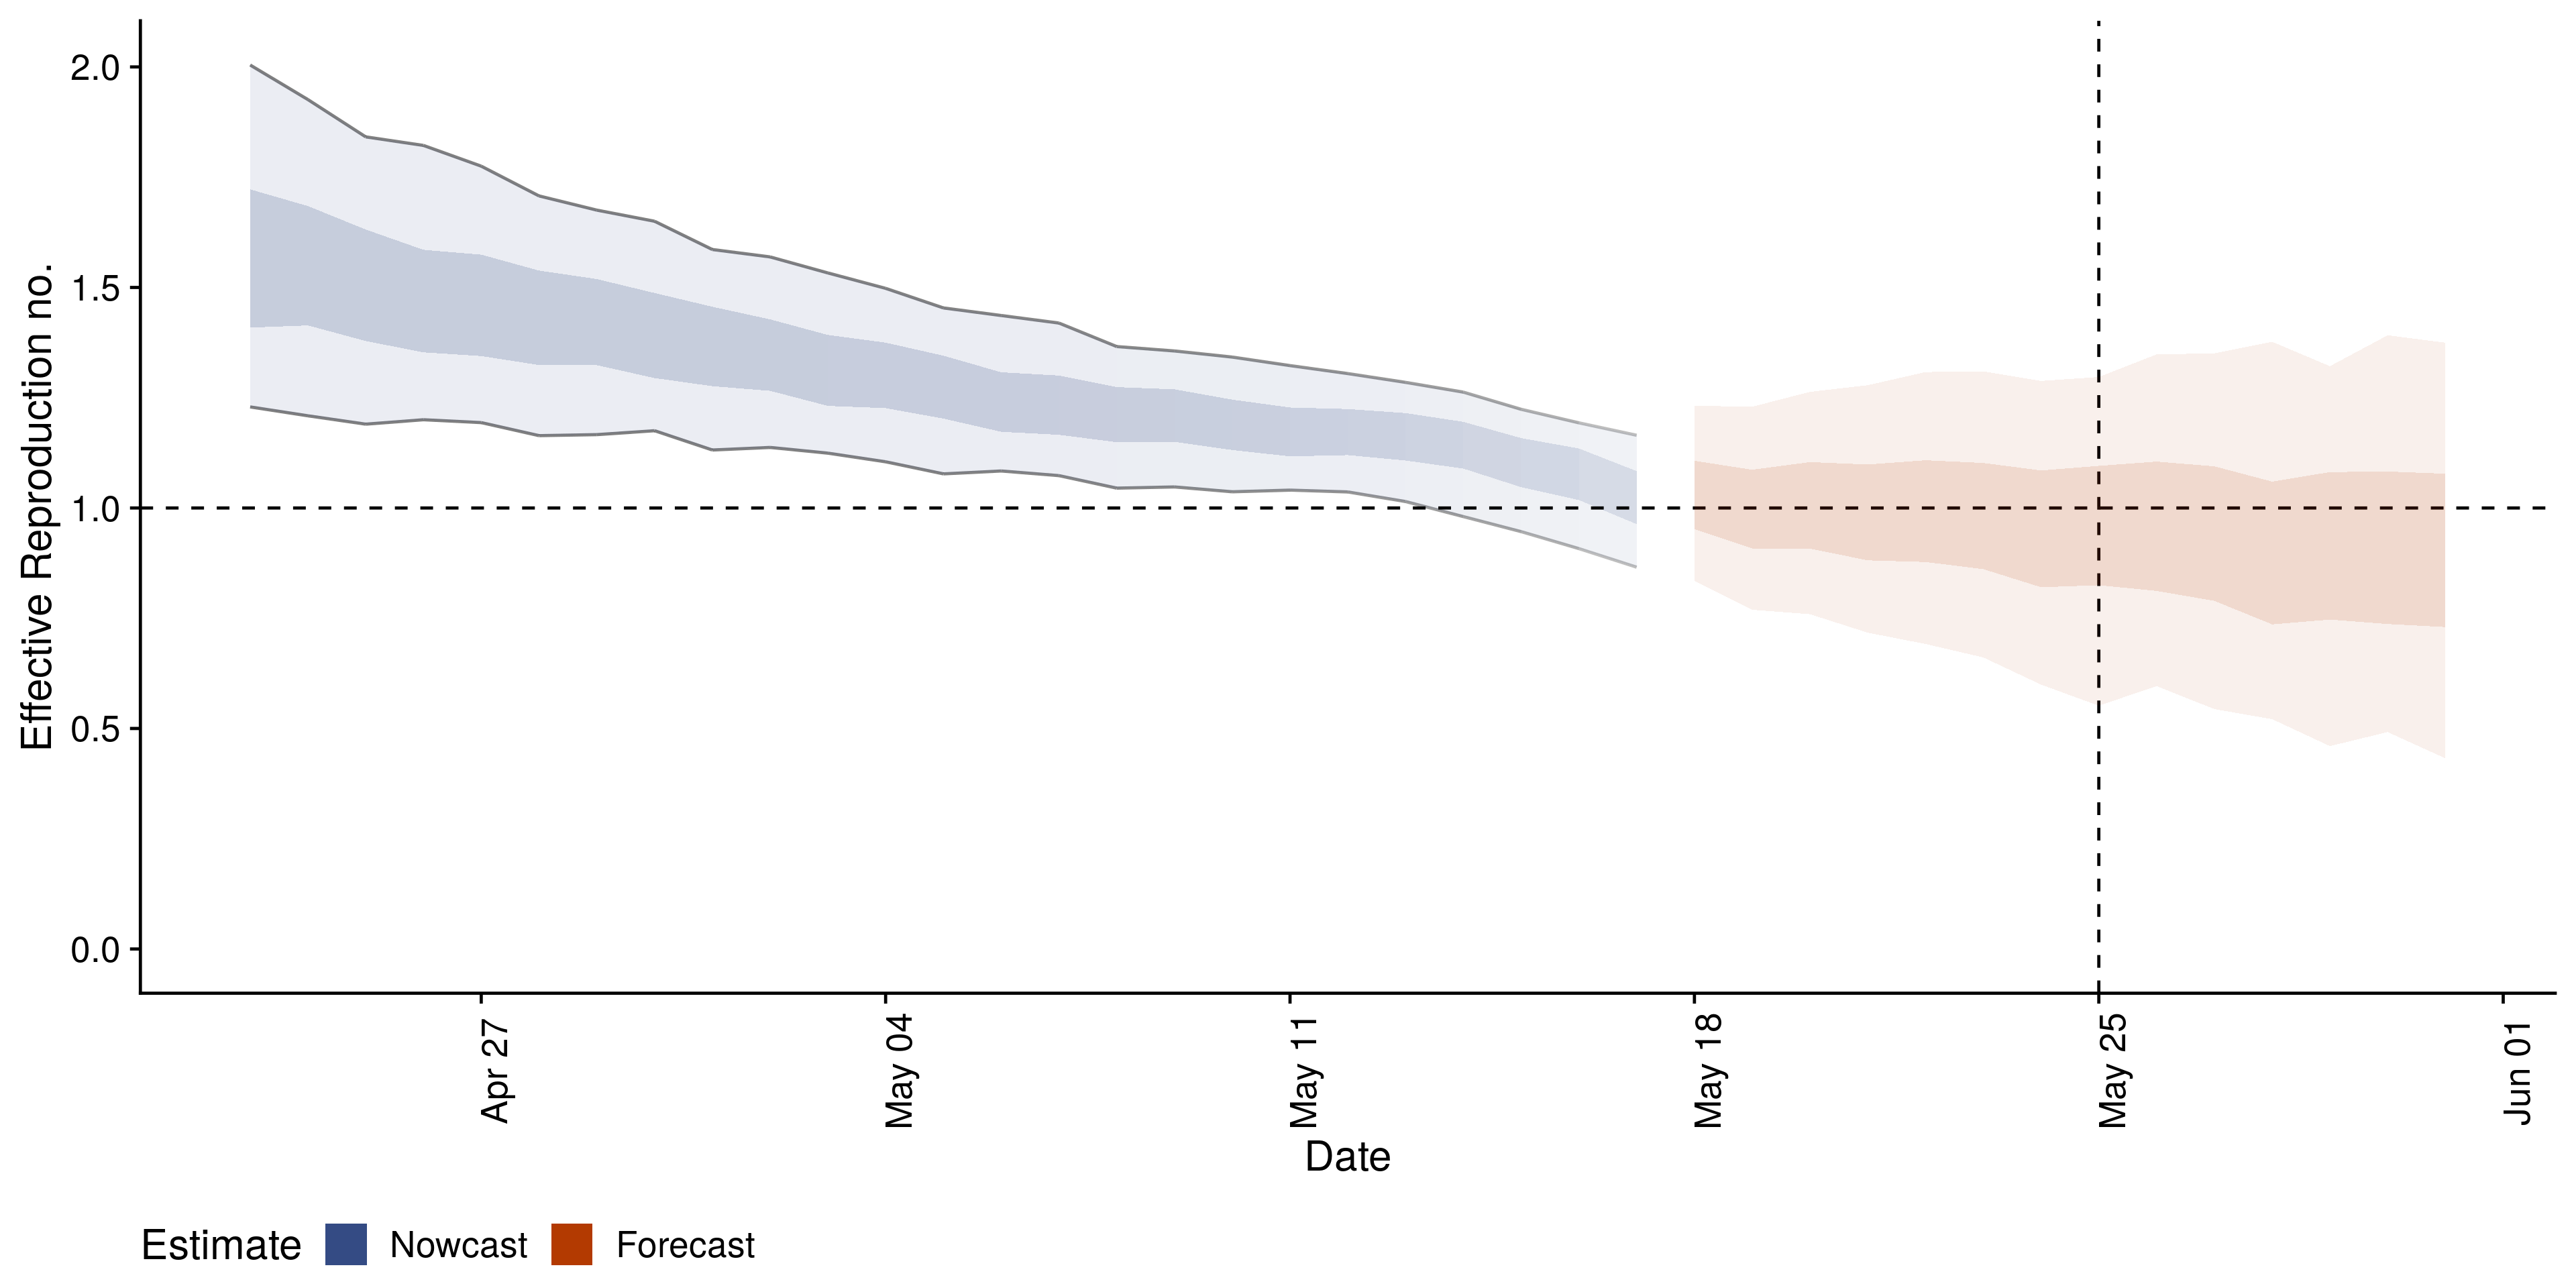 Effective Reproduction no.
2.0
1.5
1.0
0.5
0.0
Apr 27
May 04
May 11
May 18
May 25
Jun 01
Date
Estimate Nowcast Forecast